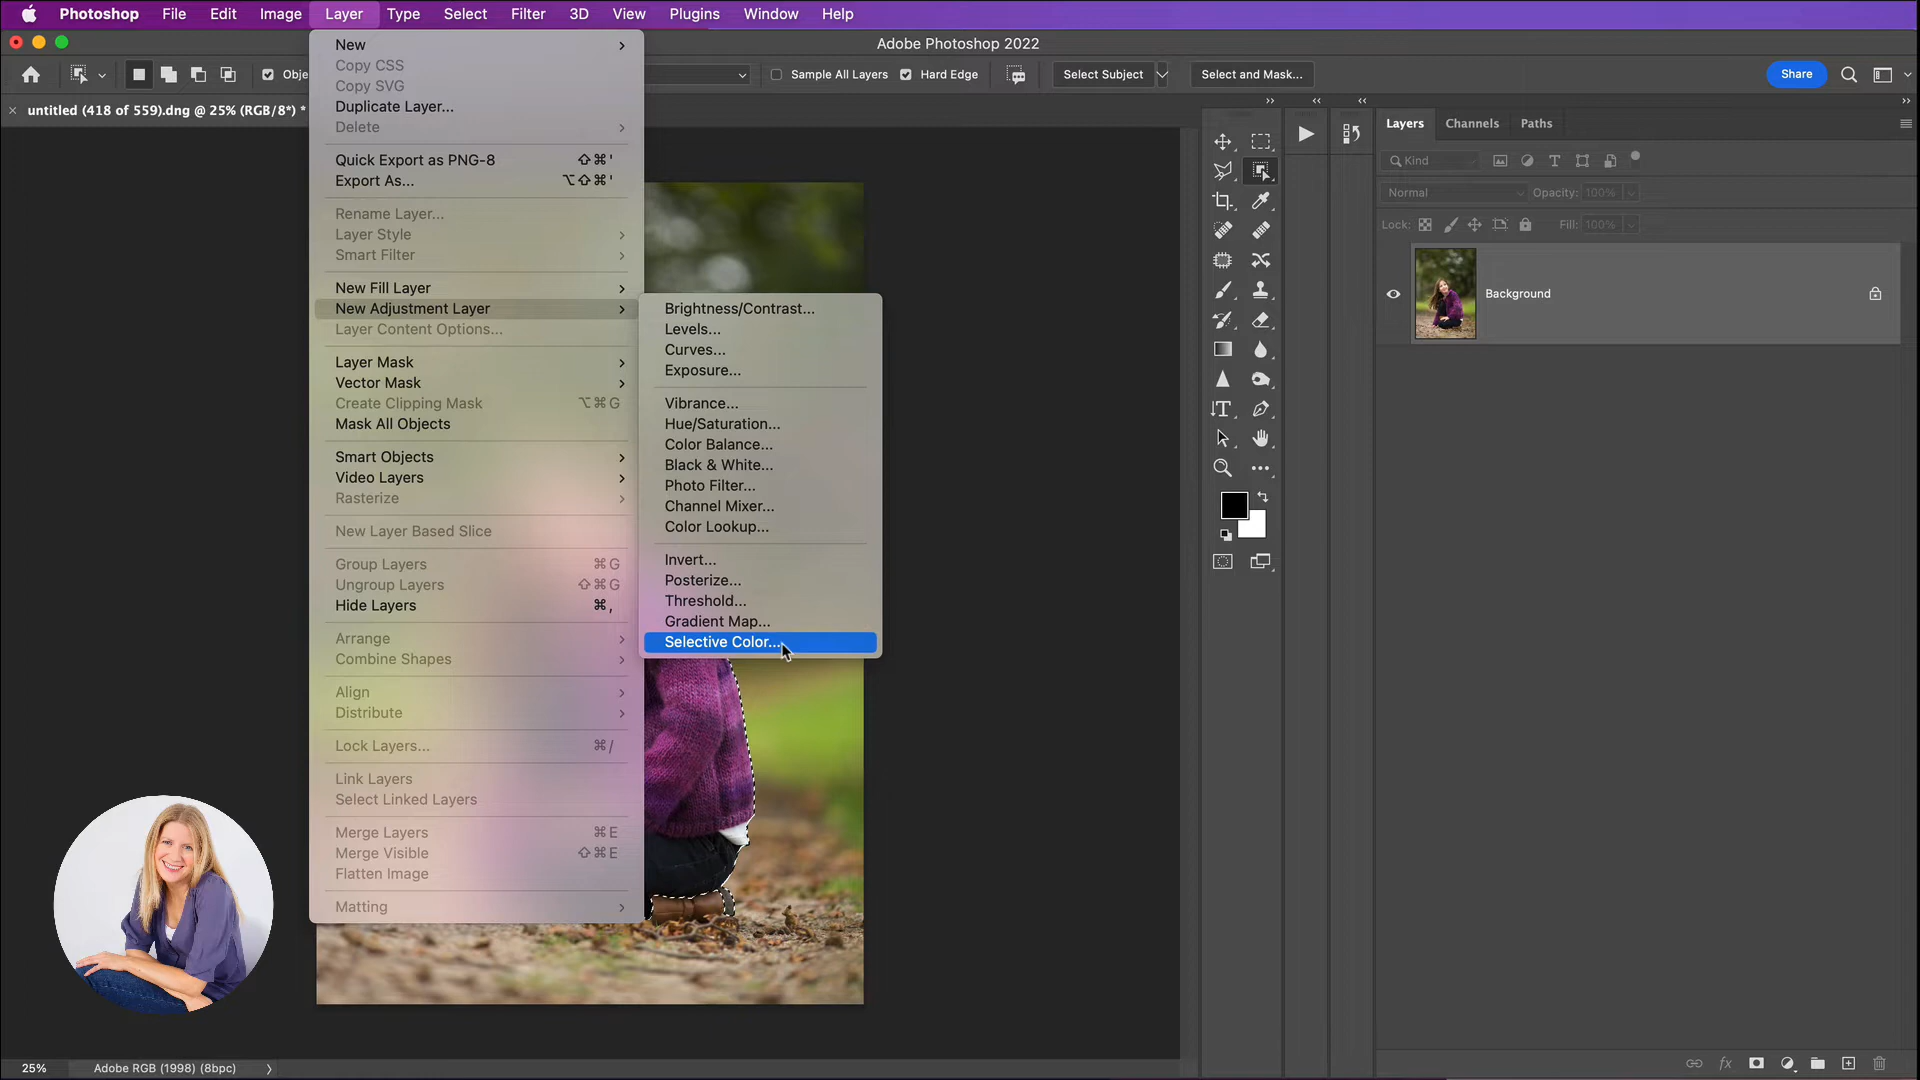 Photoshop File Edit Image Layer Type Select Filter 3D View Plugins Window Help
Adobe Photoshop 2022
Sample All Layers Hard Edge Select Subject Select and Mask... Share
untitled (418 of 559).dng @ 25% (RGB/8*) *
New
Copy CSS
Copy SVG
Duplicate Layer...
Delete
Quick Export as PNG-8 ⇧⌘'
Export As... ⌥⇧⌘'
Rename Layer...
Layer Style
Smart Filter
New Fill Layer
New Adjustment Layer
Layer Content Options...
Layer Mask
Vector Mask
Create Clipping Mask ⌥⌘G
Mask All Objects
Smart Objects
Video Layers
Rasterize
New Layer Based Slice
Group Layers ⌘G
Ungroup Layers ⇧⌘G
Hide Layers ⌘,
Arrange
Combine Shapes
Align
Distribute
Lock Layers... ⌘/
Link Layers
Select Linked Layers
Merge Layers ⌘E
Merge Visible ⇧⌘E
Flatten Image
Matting
Brightness/Contrast...
Levels...
Curves...
Exposure...
Vibrance...
Hue/Saturation...
Color Balance...
Black & White...
Photo Filter...
Channel Mixer...
Color Lookup...
Invert...
Posterize...
Threshold...
Gradient Map...
Selective Color...
Layers Channels Paths
Kind
Normal Opacity: 100%
Lock: Fill: 100%
Background
25% Adobe RGB (1998) (8bpc)